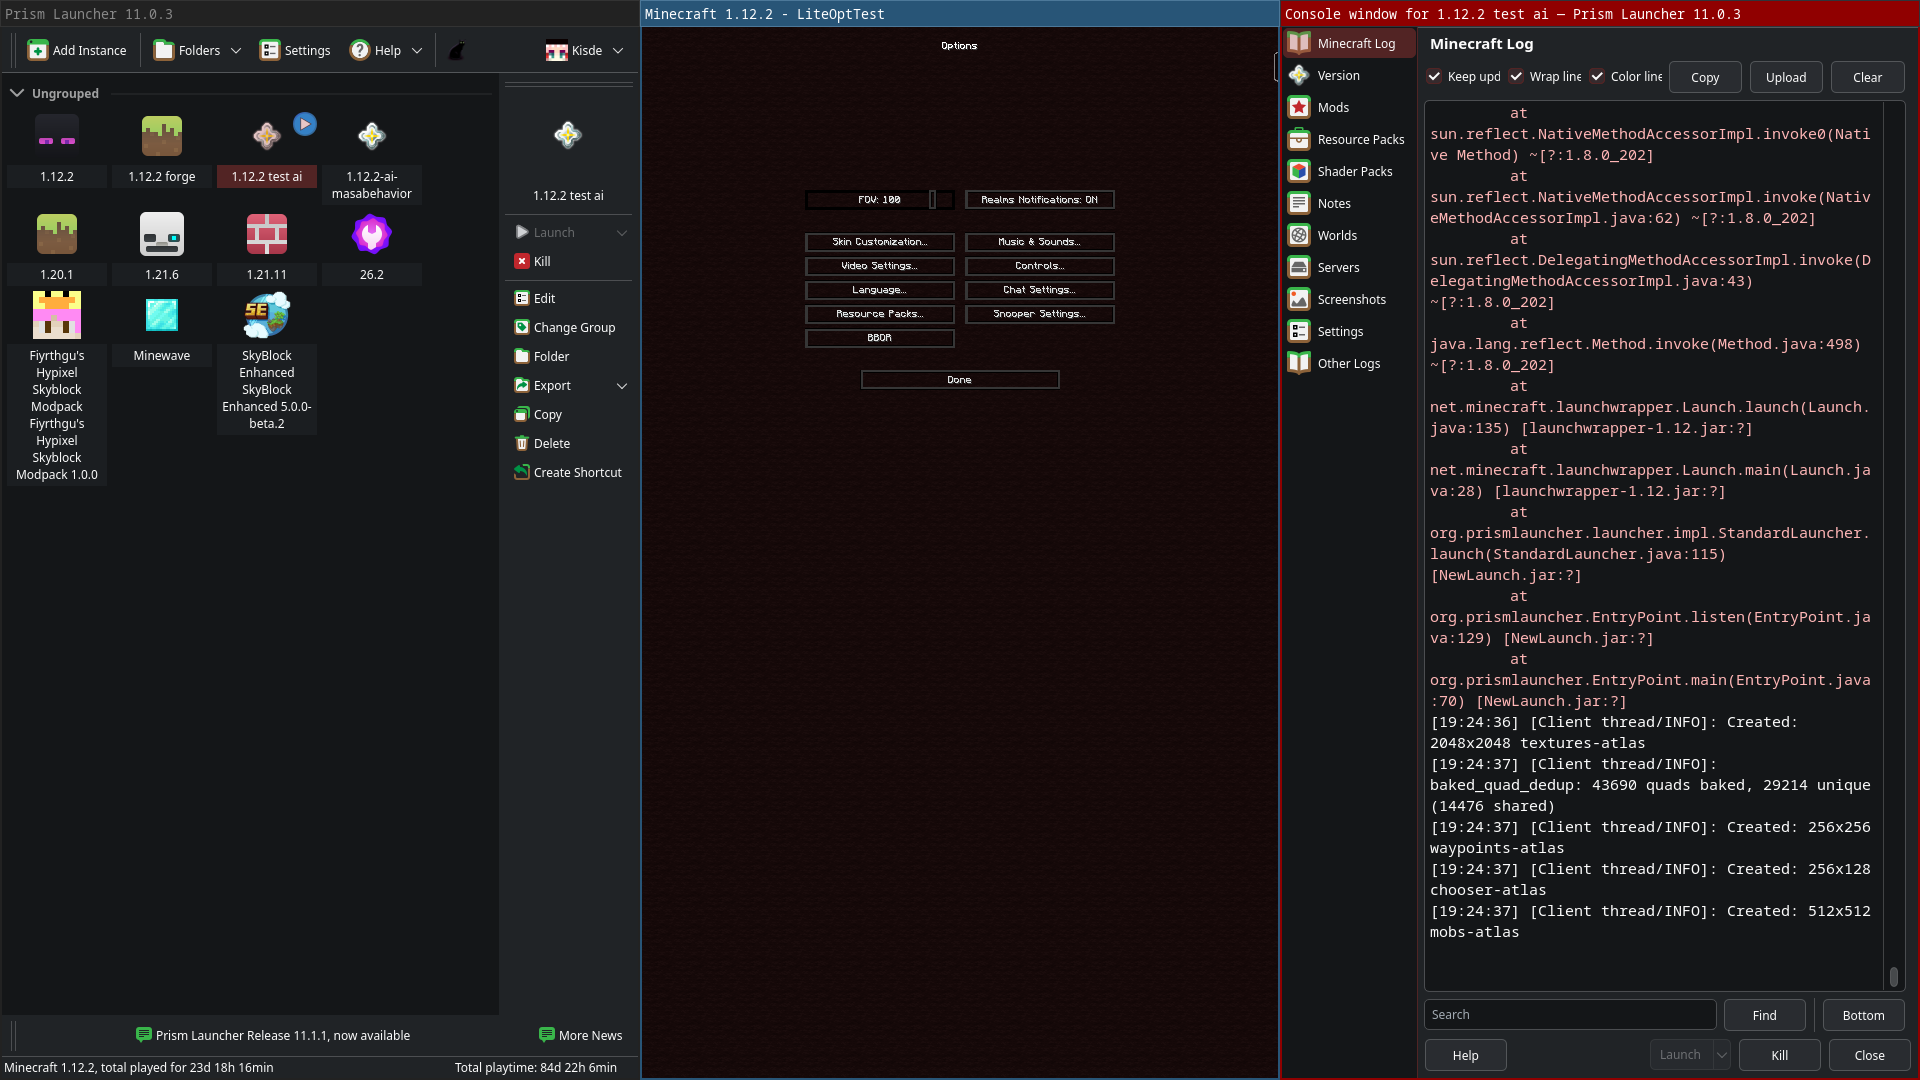 Prism Launcher 11.0.3
Add Instance
Folders
Settings
Help
Kisde
Ungrouped
1.12.2
1.12.2 forge
1.12.2 test ai
1.12.2-ai-
masabehavior
1.20.1
1.21.6
1.21.11
26.2
Fiyrthgu's
Hypixel
Skyblock
Modpack
Fiyrthgu's
Hypixel
Skyblock
Modpack 1.0.0
Minewave
SE
SkyBlock
Enhanced
SkyBlock
Enhanced 5.0.0-
beta.2
1.12.2 test ai
Launch
Kill
Edit
Change Group
Folder
Export
Copy
Delete
Create Shortcut
Prism Launcher Release 11.1.1, now available
More News
Minecraft 1.12.2, total played for 23d 18h 16min
Total playtime: 84d 22h 6min
Minecraft 1.12.2 - LiteOptTest
Options
FOV: 100
Realms Notifications: ON
Skin Customization...
Music & Sounds...
Video Settings...
Controls...
Language...
Chat Settings...
Resource Packs...
Snooper Settings...
BBOR
Done
Console window for 1.12.2 test ai — Prism Launcher 11.0.3
Minecraft Log
Version
Mods
Resource Packs
Shader Packs
Notes
Worlds
Servers
Screenshots
Settings
Other Logs
Minecraft Log
Keep upd
Wrap line
Color line
Copy
Upload
Clear
at
sun.reflect.NativeMethodAccessorImpl.invoke0(Nati
ve Method) ~[?:1.8.0_202]
at
sun.reflect.NativeMethodAccessorImpl.invoke(Nativ
eMethodAccessorImpl.java:62) ~[?:1.8.0_202]
at
sun.reflect.DelegatingMethodAccessorImpl.invoke(D
elegatingMethodAccessorImpl.java:43)
~[?:1.8.0_202]
at
java.lang.reflect.Method.invoke(Method.java:498)
~[?:1.8.0_202]
at
net.minecraft.launchwrapper.Launch.launch(Launch.
java:135) [launchwrapper-1.12.jar:?]
at
net.minecraft.launchwrapper.Launch.main(Launch.ja
va:28) [launchwrapper-1.12.jar:?]
at
org.prismlauncher.launcher.impl.StandardLauncher.
launch(StandardLauncher.java:115)
[NewLaunch.jar:?]
at
org.prismlauncher.EntryPoint.listen(EntryPoint.ja
va:129) [NewLaunch.jar:?]
at
org.prismlauncher.EntryPoint.main(EntryPoint.java
:70) [NewLaunch.jar:?]
[19:24:36] [Client thread/INFO]: Created:
2048x2048 textures-atlas
[19:24:37] [Client thread/INFO]:
baked_quad_dedup: 43690 quads baked, 29214 unique
(14476 shared)
[19:24:37] [Client thread/INFO]: Created: 256x256
waypoints-atlas
[19:24:37] [Client thread/INFO]: Created: 256x128
chooser-atlas
[19:24:37] [Client thread/INFO]: Created: 512x512
mobs-atlas
Search
Find
Bottom
Help
Launch
Kill
Close